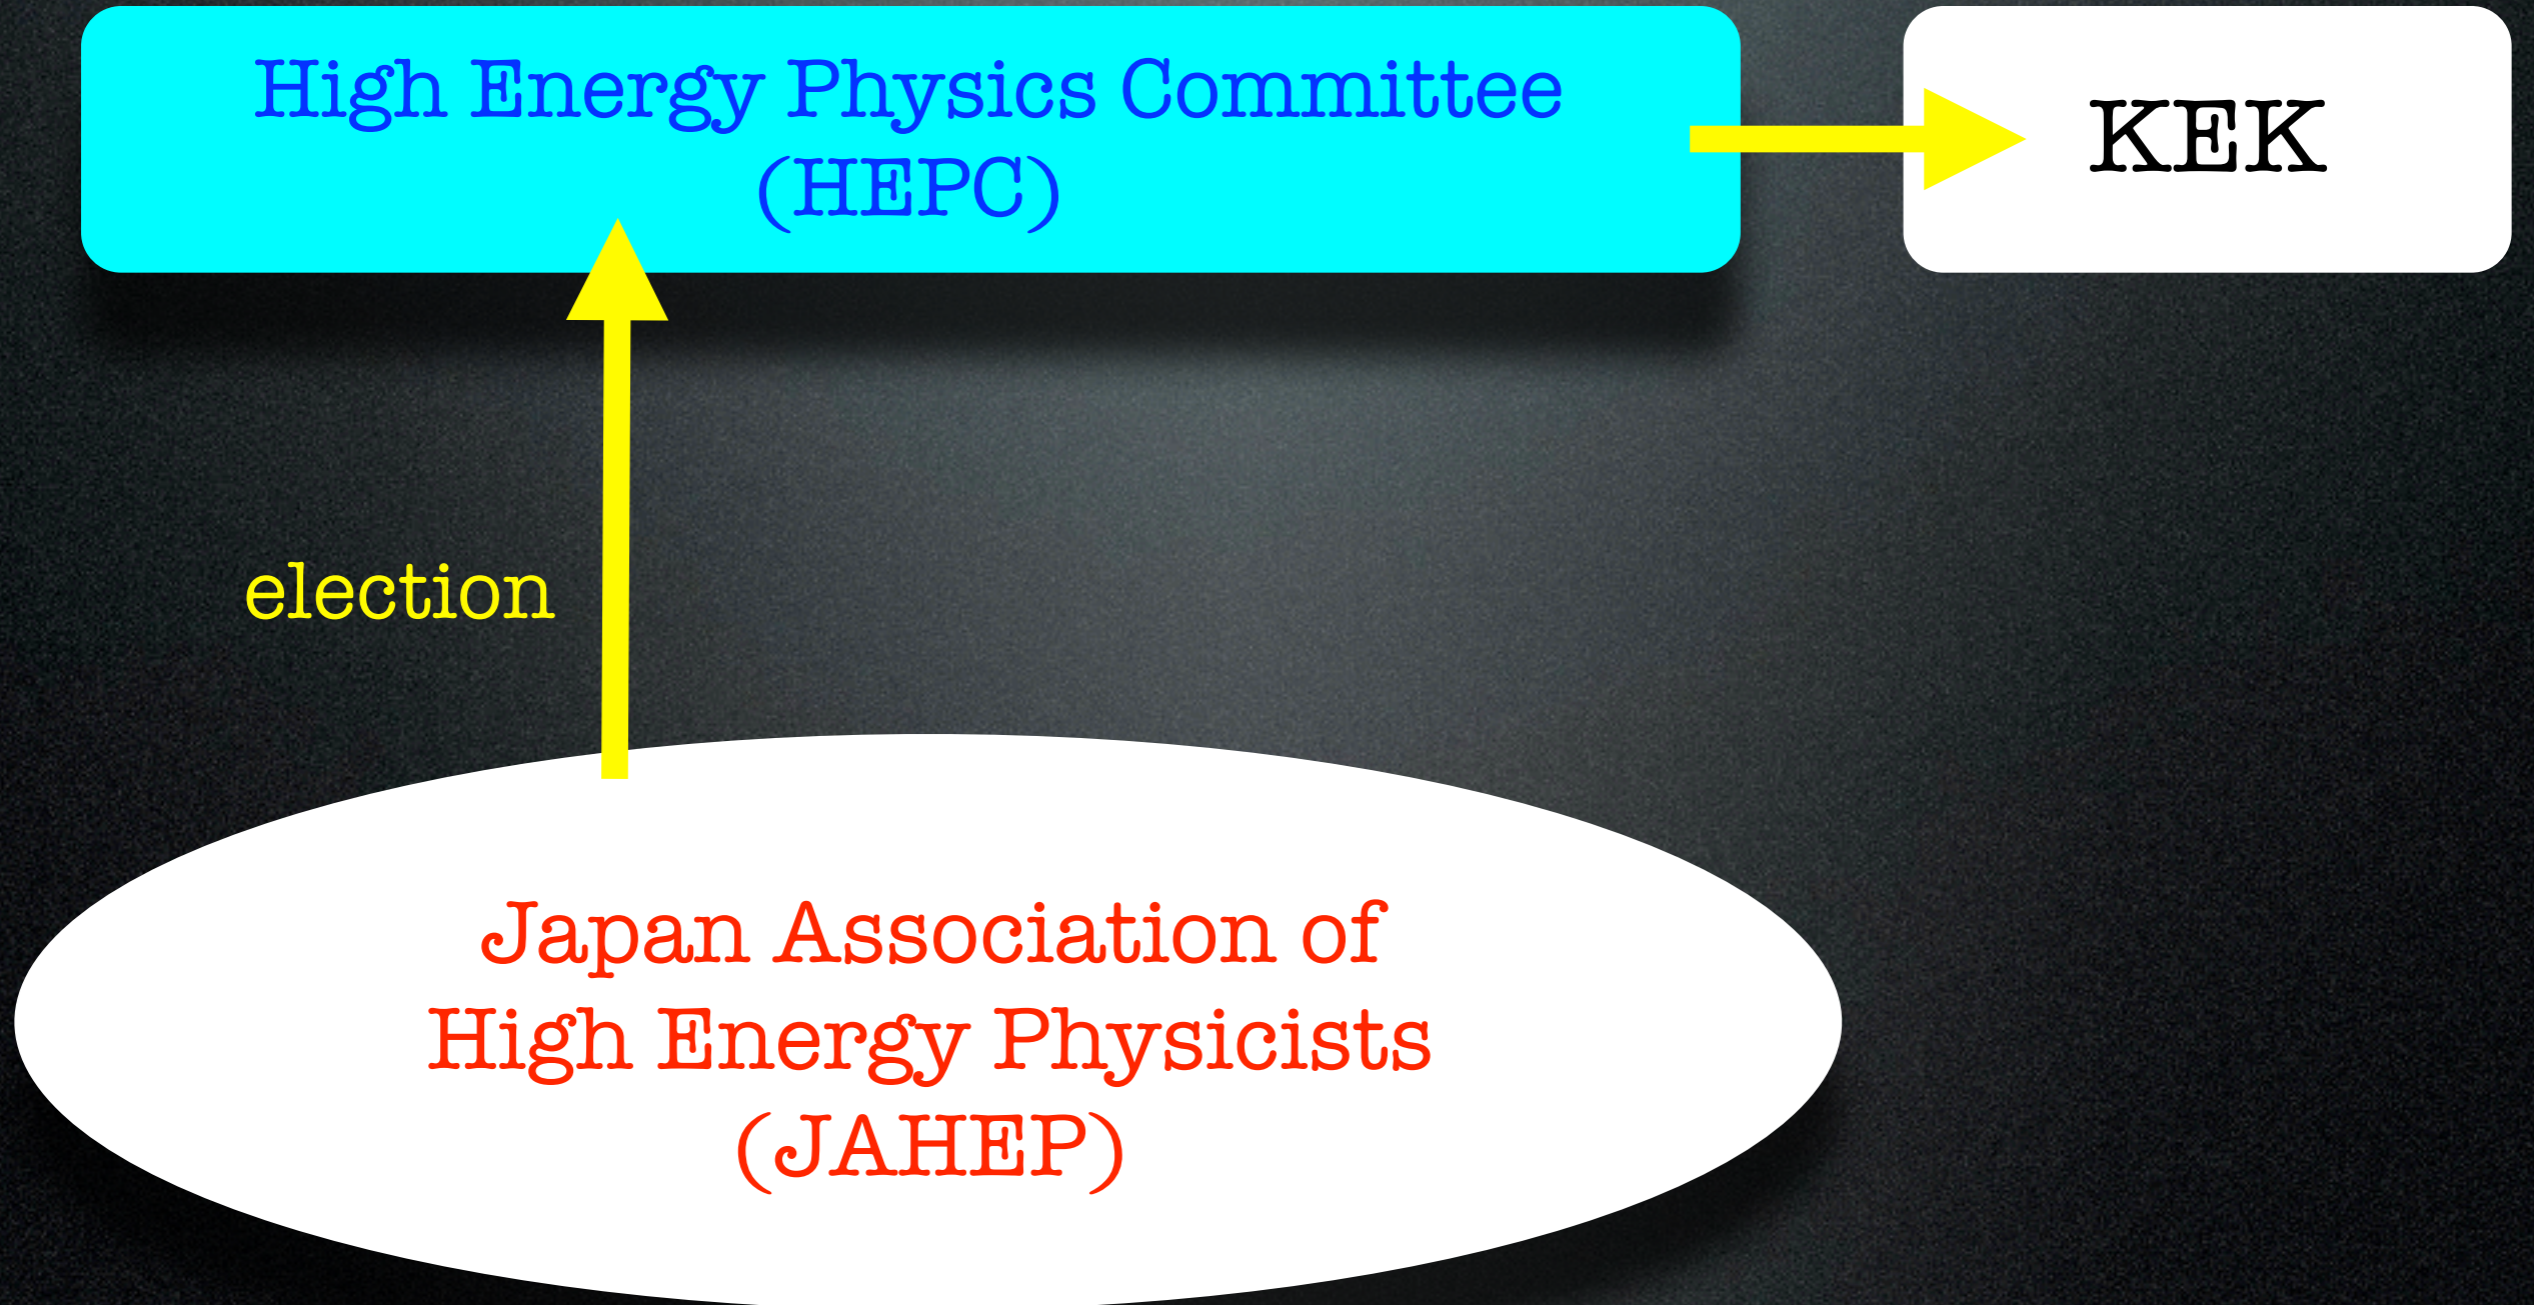 High Energy Physics Committee
(HEPC)
KEK
election
Japan Association of
High Energy Physicists
(JAHEP)